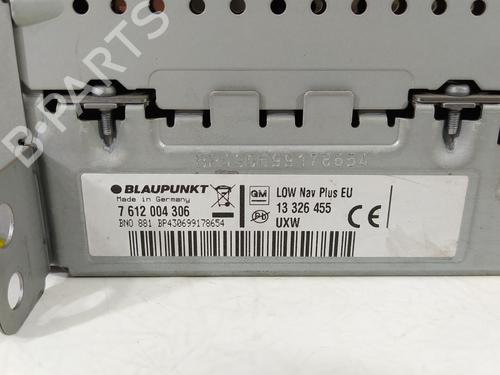 B-PARTS
BLAUPUNKT
Made in Germany
7 612 004 306
BNO 881 BP430699178654
GM
LOW Nav Plus EU
13 326 455
UXW
CE